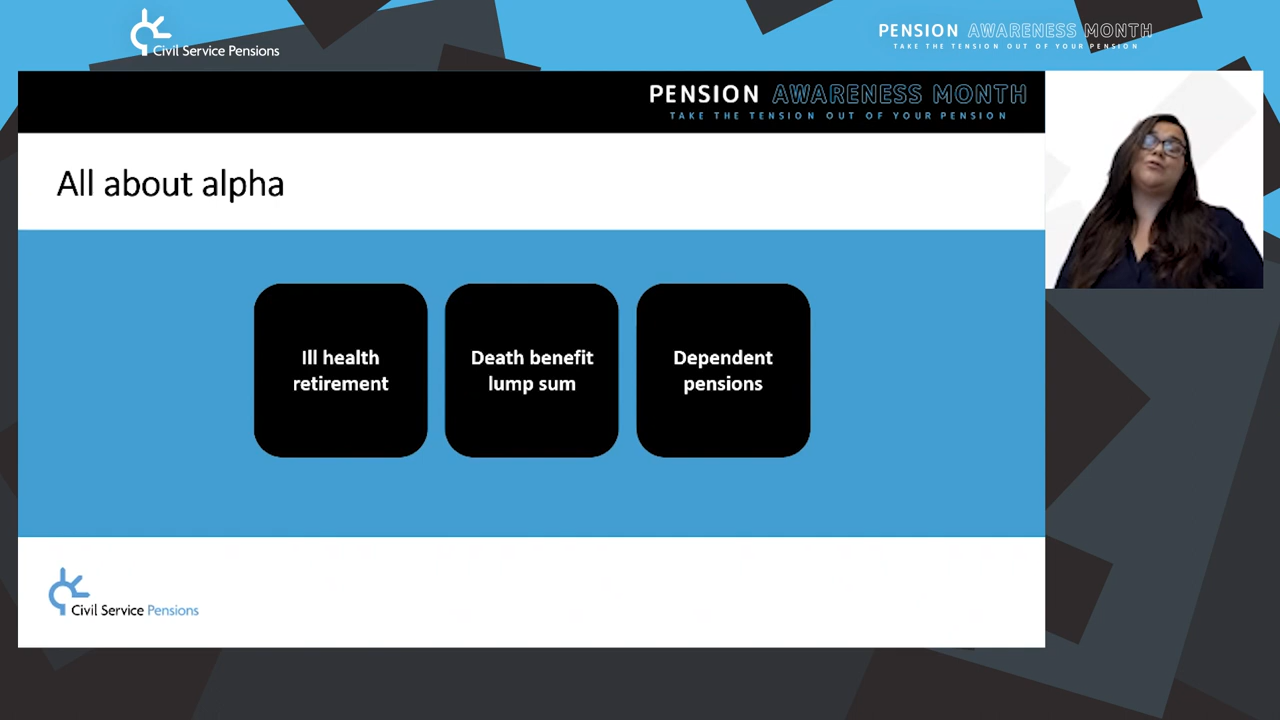 Civil Service Pensions
PENSION AWARENESS MONTH
TAKE THE TENSION OUT OF YOUR PENSION
PENSION AWARENESS MONTH
TAKE THE TENSION OUT OF YOUR PENSION
All about alpha
Ill health
retirement
Death benefit
lump sum
Dependent
pensions
Civil Service Pensions